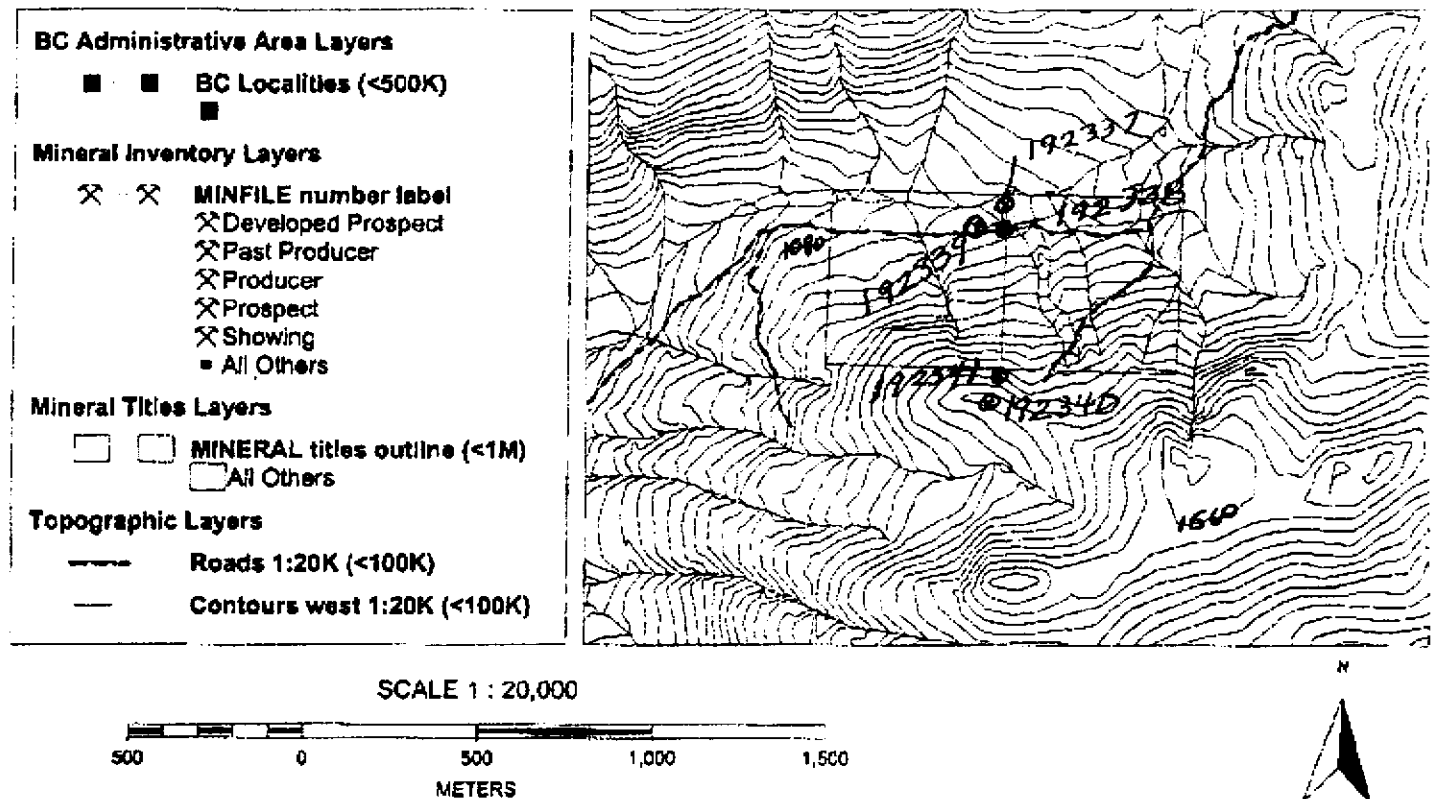 BC Administrative Area Layers
BC Localities (<500K)
Mineral Inventory Layers
MINFILE number label
Developed Prospect
Past Producer
Producer
Prospect
Showing
All Others
Mineral Titles Layers
MINERAL titles outline (<1M)
All Others
Topographic Layers
Roads 1:20K (<100K)
Contours west 1:20K (<100K)
192337
192338
192339
192341
192340
1660
SCALE 1 : 20,000
500 0 500 1,000 1,500
METERS
N